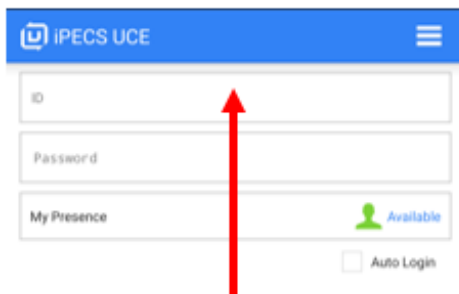 iPECS UCE
ID
Password
My Presence Available
Auto Login